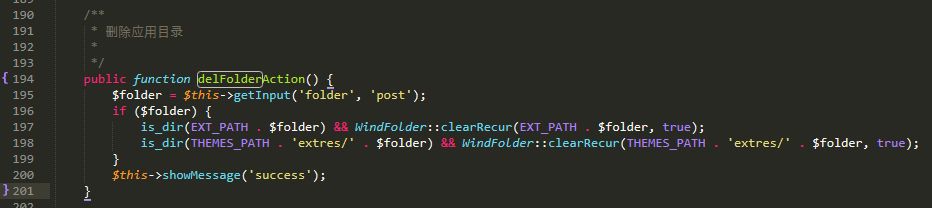 190 /**
191 * 删除应用目录
192 *
193 */
194 public function delFolderAction() {
195 $folder = $this->getInput('folder', 'post');
196 if ($folder) {
197 is_dir(EXT_PATH . $folder) && WindFolder::clearRecur(EXT_PATH . $folder, true);
198 is_dir(THEMES_PATH . 'extres/' . $folder) && WindFolder::clearRecur(THEMES_PATH . 'extres/' . $folder, true);
199 }
200 $this->showMessage('success');
201 }
202